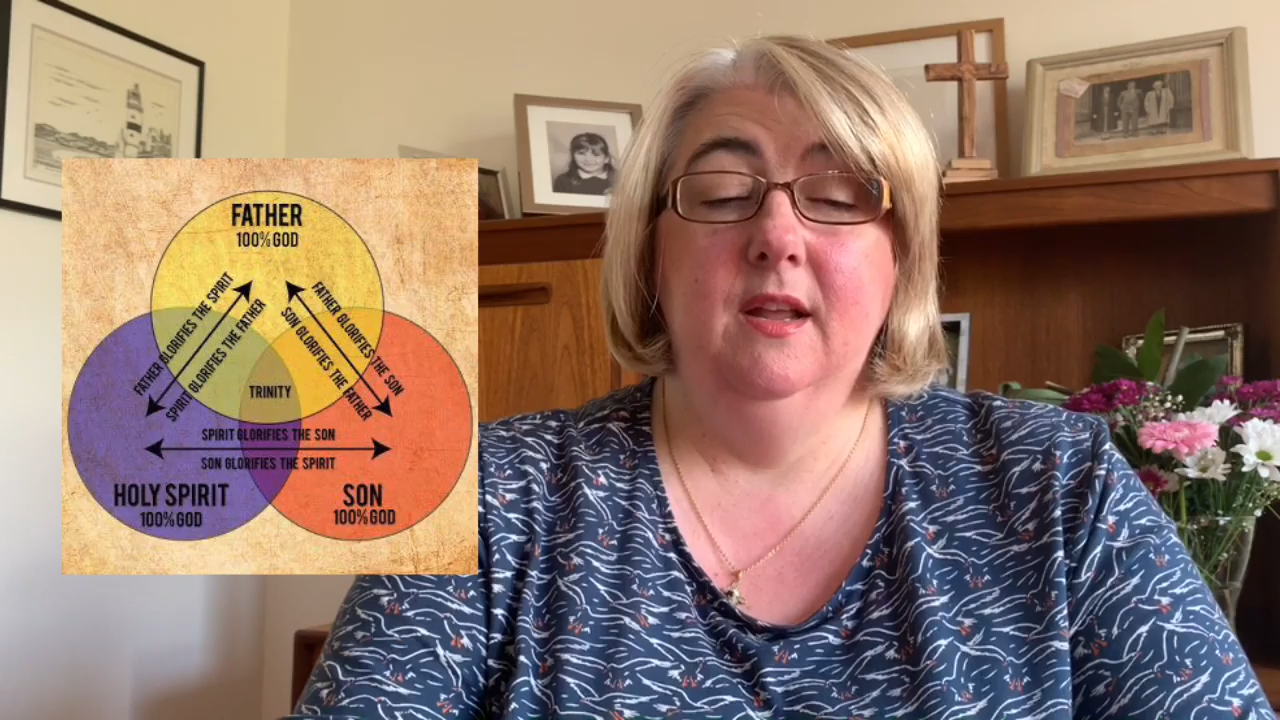 FATHER
100% GOD
FATHER GLORIFIES THE SPIRIT
SPIRIT GLORIFIES THE FATHER
FATHER GLORIFIES THE SON
SON GLORIFIES THE FATHER
TRINITY
SPIRIT GLORIFIES THE SON
SON GLORIFIES THE SPIRIT
HOLY SPIRIT
100% GOD
SON
100% GOD